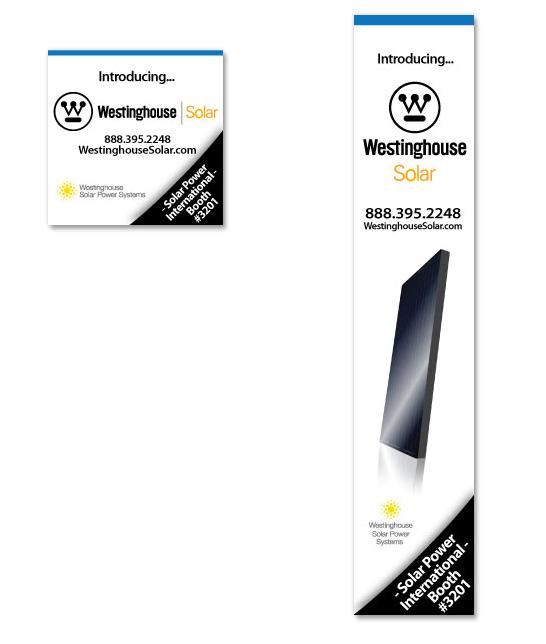 Introducing...
Westinghouse | Solar
888.395.2248
WestinghouseSolar.com
Westinghouse
Solar Power Systems
- Solar Power
International -
Booth
#3201
Introducing...
Westinghouse
Solar
888.395.2248
WestinghouseSolar.com
Westinghouse
Solar Power
Systems
- Solar Power
International -
Booth
#3201